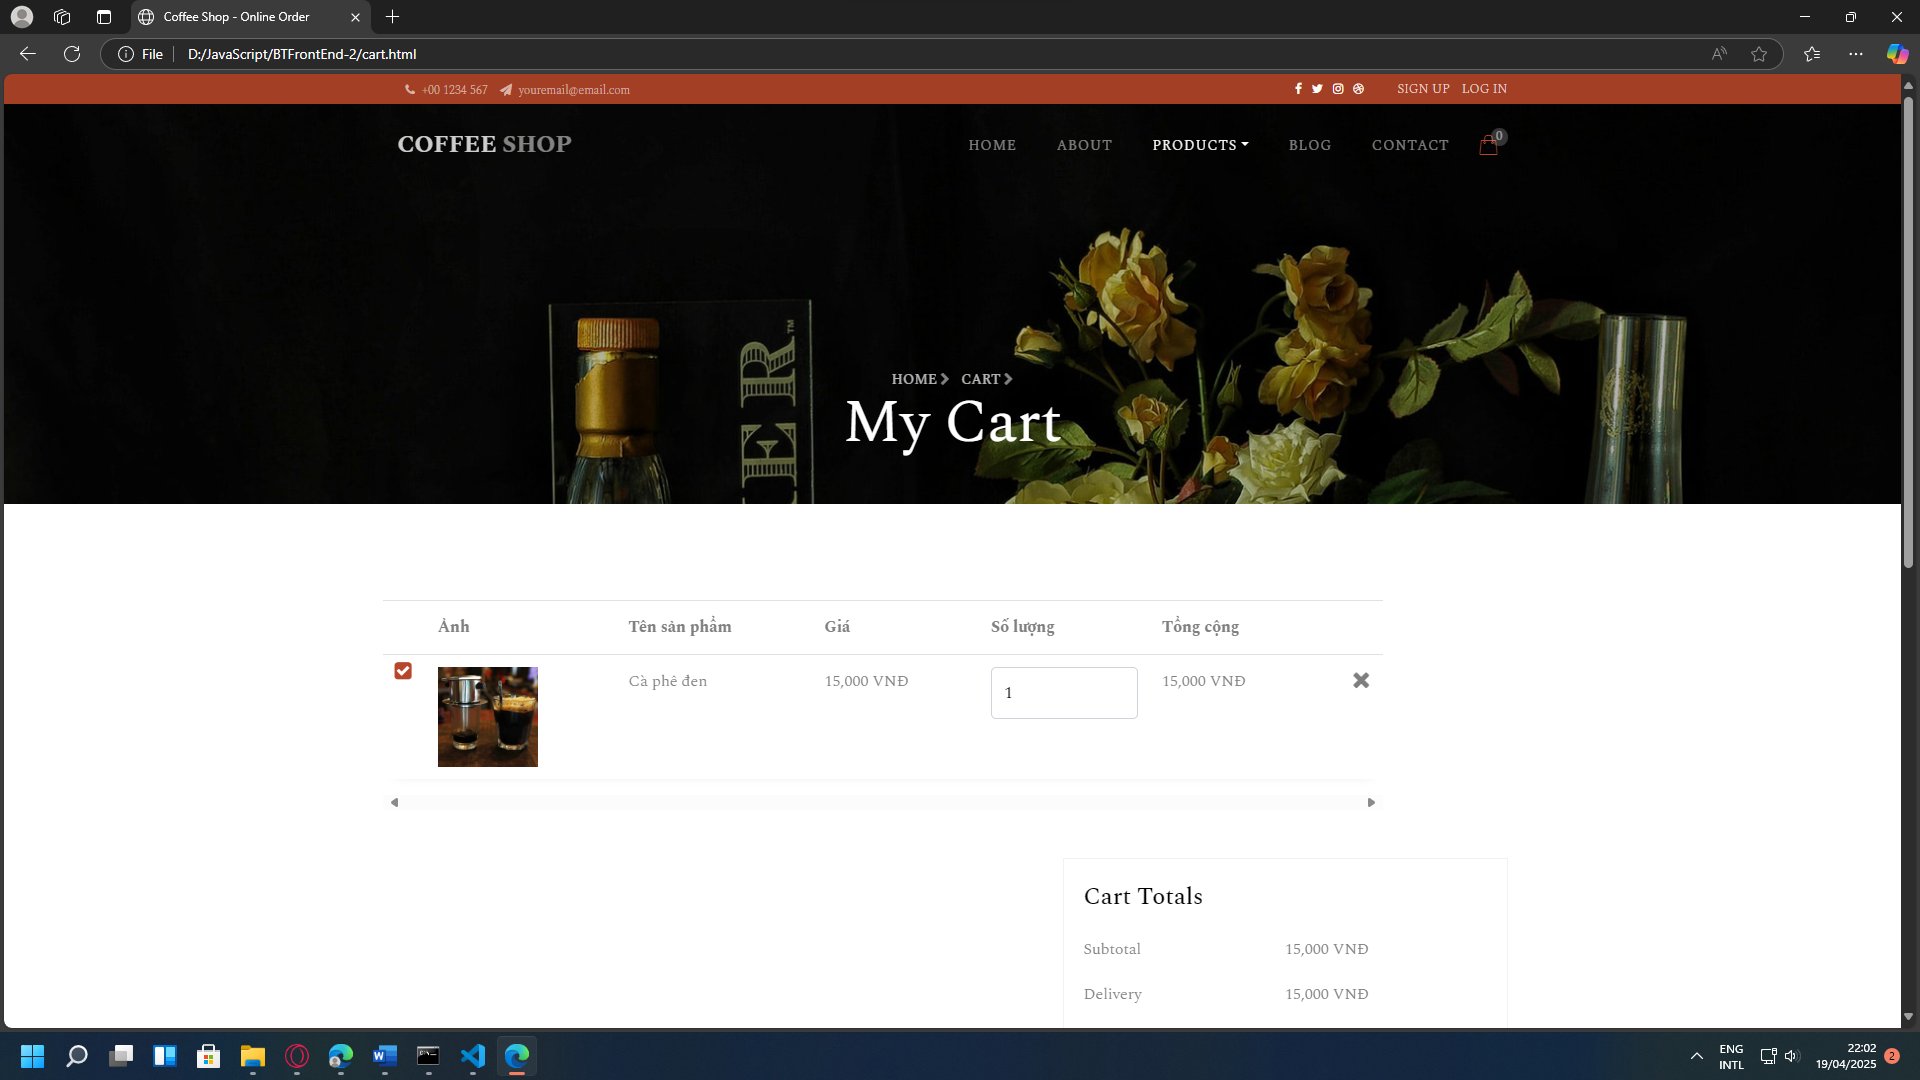 Coffee Shop - Online Order
File
D:/JavaScript/BTFrontEnd-2/cart.html
+00 1234 567 youremail@email.com SIGN UP LOG IN
COFFEE SHOP HOME ABOUT PRODUCTS BLOG CONTACT 0
ER™
HOME CART
My Cart
Ảnh Tên sản phẩm Giá Số lượng Tổng cộng
Cà phê đen 15,000 VNĐ 1 15,000 VNĐ
Cart Totals
Subtotal 15,000 VNĐ
Delivery 15,000 VNĐ
ENG
INTL
22:02
19/04/2025
2